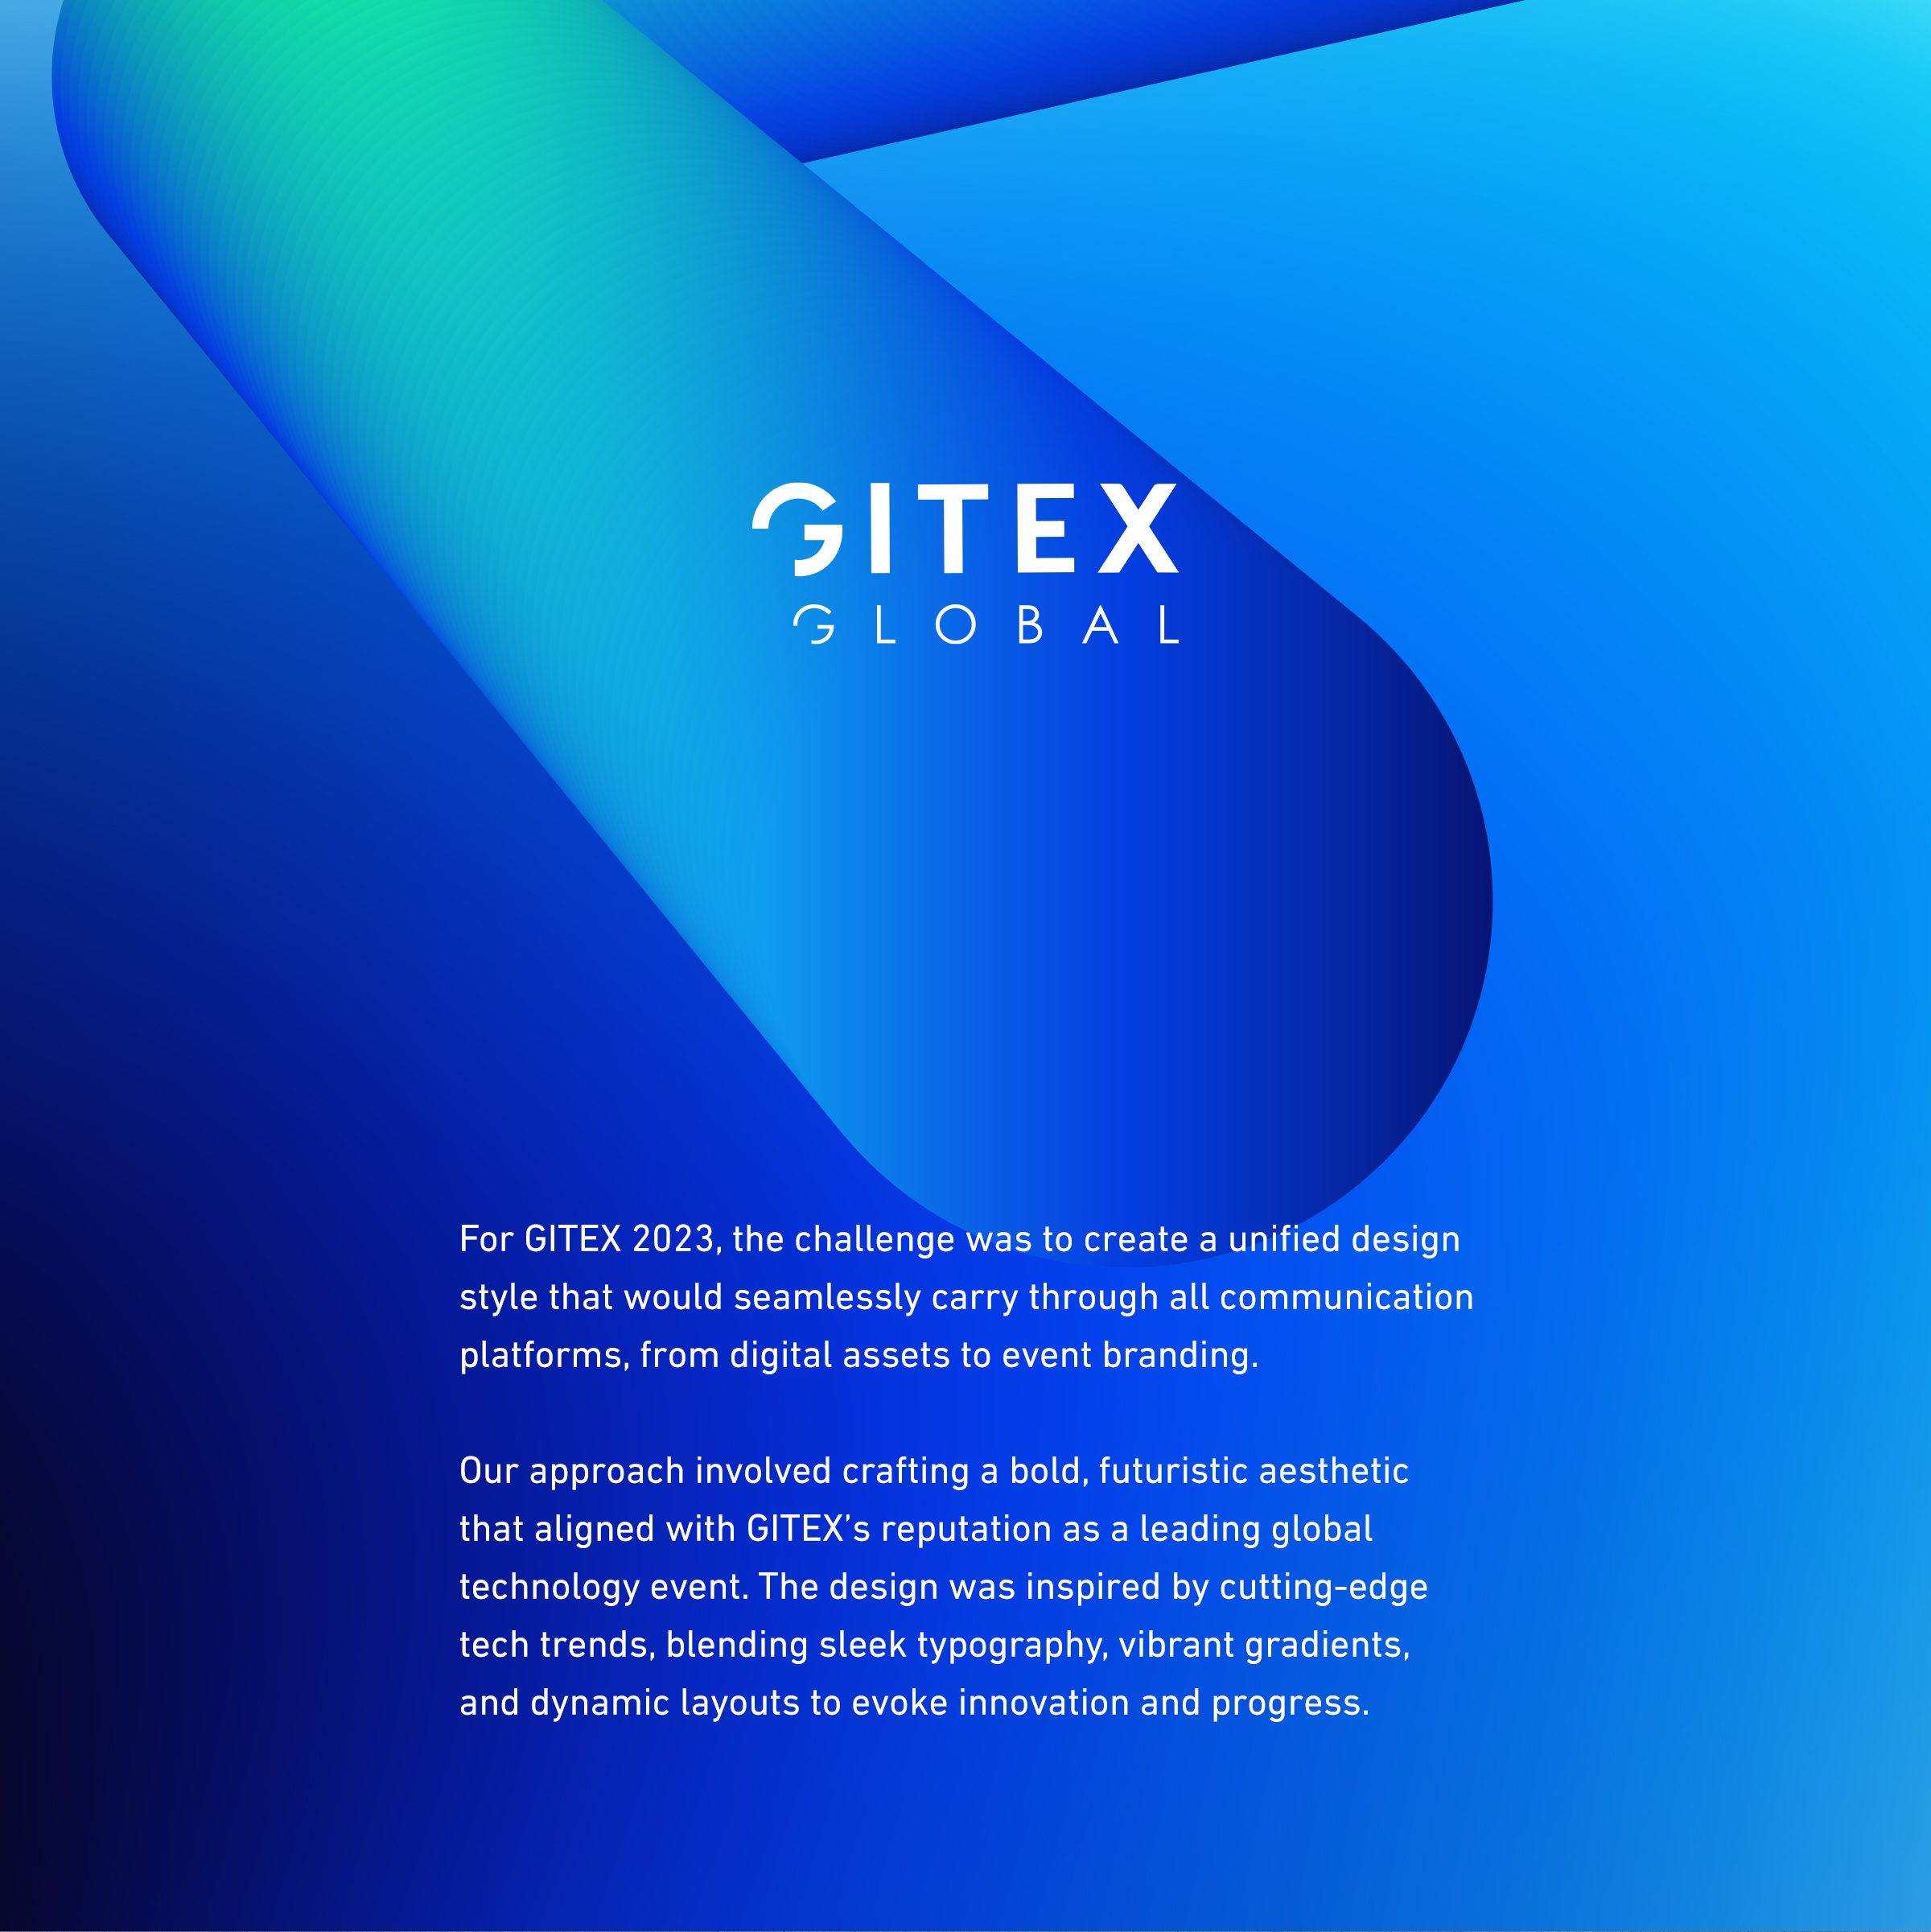 GITEX
GLOBAL
For GITEX 2023, the challenge was to create a unified design
style that would seamlessly carry through all communication
platforms, from digital assets to event branding.
Our approach involved crafting a bold, futuristic aesthetic
that aligned with GITEX’s reputation as a leading global
technology event. The design was inspired by cutting-edge
tech trends, blending sleek typography, vibrant gradients,
and dynamic layouts to evoke innovation and progress.